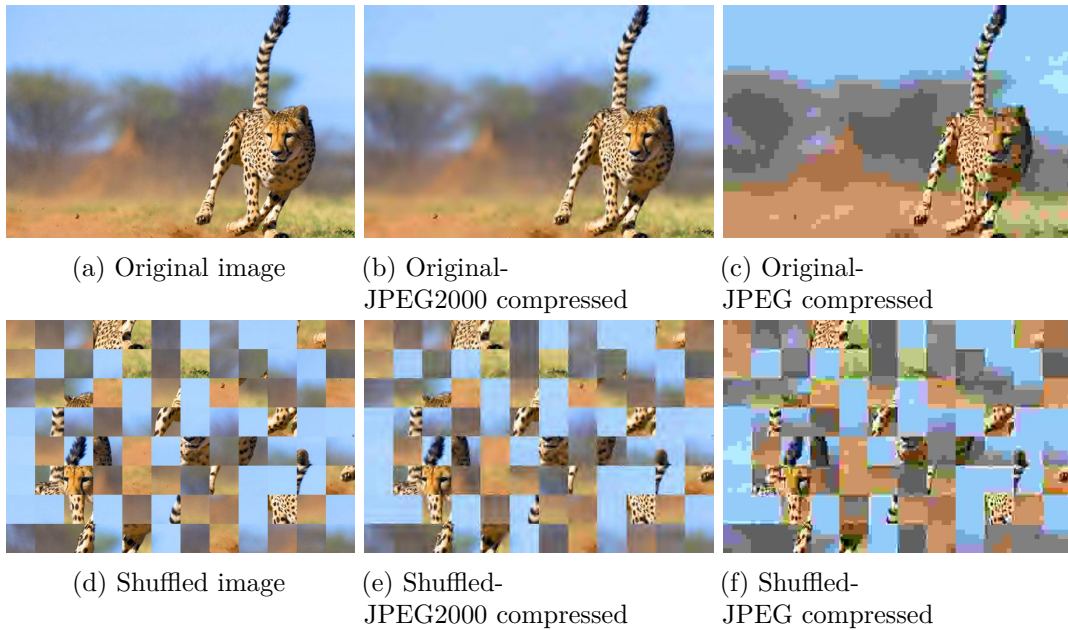 (a) Original image
(b) Original-
JPEG2000 compressed
(c) Original-
JPEG compressed
(d) Shuffled image
(e) Shuffled-
JPEG2000 compressed
(f) Shuffled-
JPEG compressed